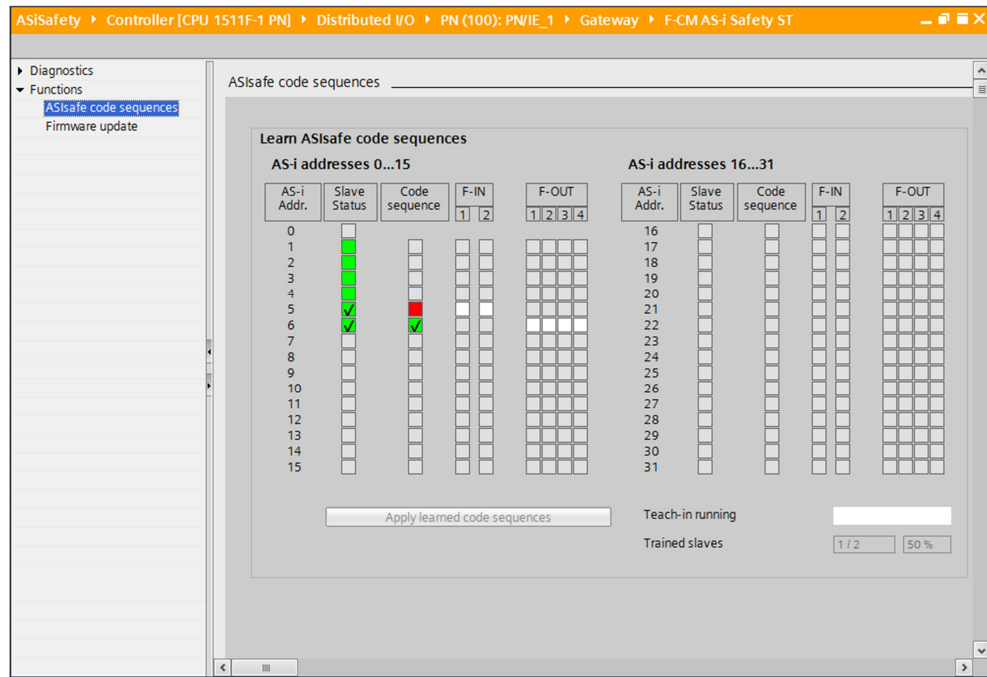 ASiSafety Controller [CPU 1511F-1 PN] Distributed I/O PN (100): PN/IE_1 Gateway F-CM AS-i Safety ST
Diagnostics
Functions
ASIsafe code sequences
Firmware update
ASIsafe code sequences
Learn ASIsafe code sequences
AS-i addresses 0...15
AS-i Addr. Slave Status Code sequence F-IN F-OUT
1 2 1 2 3 4
0
1
2
3
4
5
6
7
8
9
10
11
12
13
14
15
AS-i addresses 16...31
AS-i Addr. Slave Status Code sequence F-IN F-OUT
1 2 1 2 3 4
16
17
18
19
20
21
22
23
24
25
26
27
28
29
30
31
Apply learned code sequences
Teach-in running
Trained slaves 1 / 2 50 %